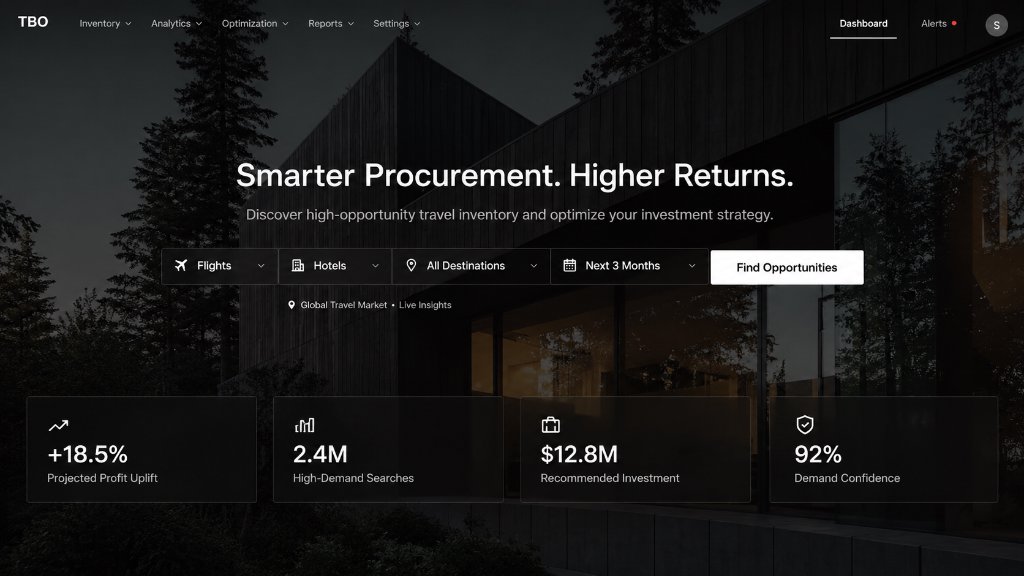 TBO
Inventory
Analytics
Optimization
Reports
Settings
Dashboard
Alerts
S
Smarter Procurement. Higher Returns.
Discover high-opportunity travel inventory and optimize your investment strategy.
Flights
Hotels
All Destinations
Next 3 Months
Find Opportunities
Global Travel Market • Live Insights
+18.5%
Projected Profit Uplift
2.4M
High-Demand Searches
$12.8M
Recommended Investment
92%
Demand Confidence